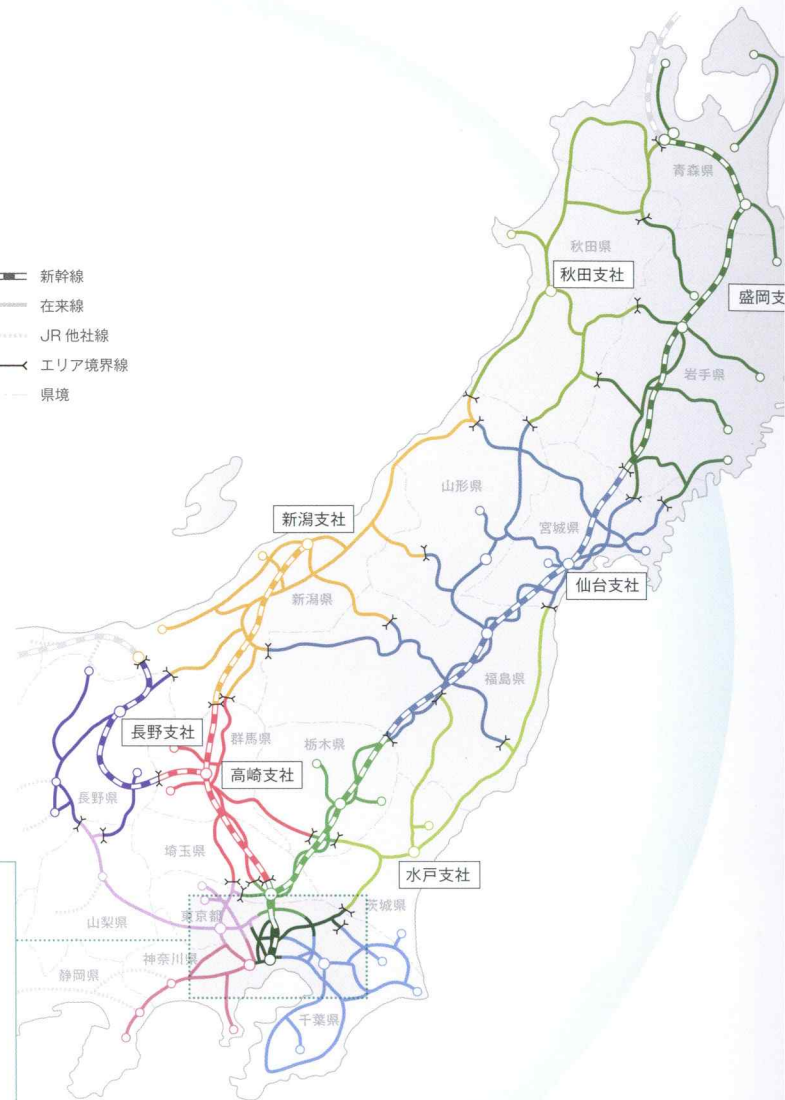 青森県
秋田県
新幹線
秋田支社
在来線
盛岡支
JR 他社線
エリア境界線
岩手県
県境
山形県
新潟支社
宮城県
仙台支社
新潟県
福島県
長野支社
群馬県
栃木県
高崎支社
長野県
埼玉県
水戸支社
茨城県
東京都
山梨県
神奈川県
静岡県
千葉県